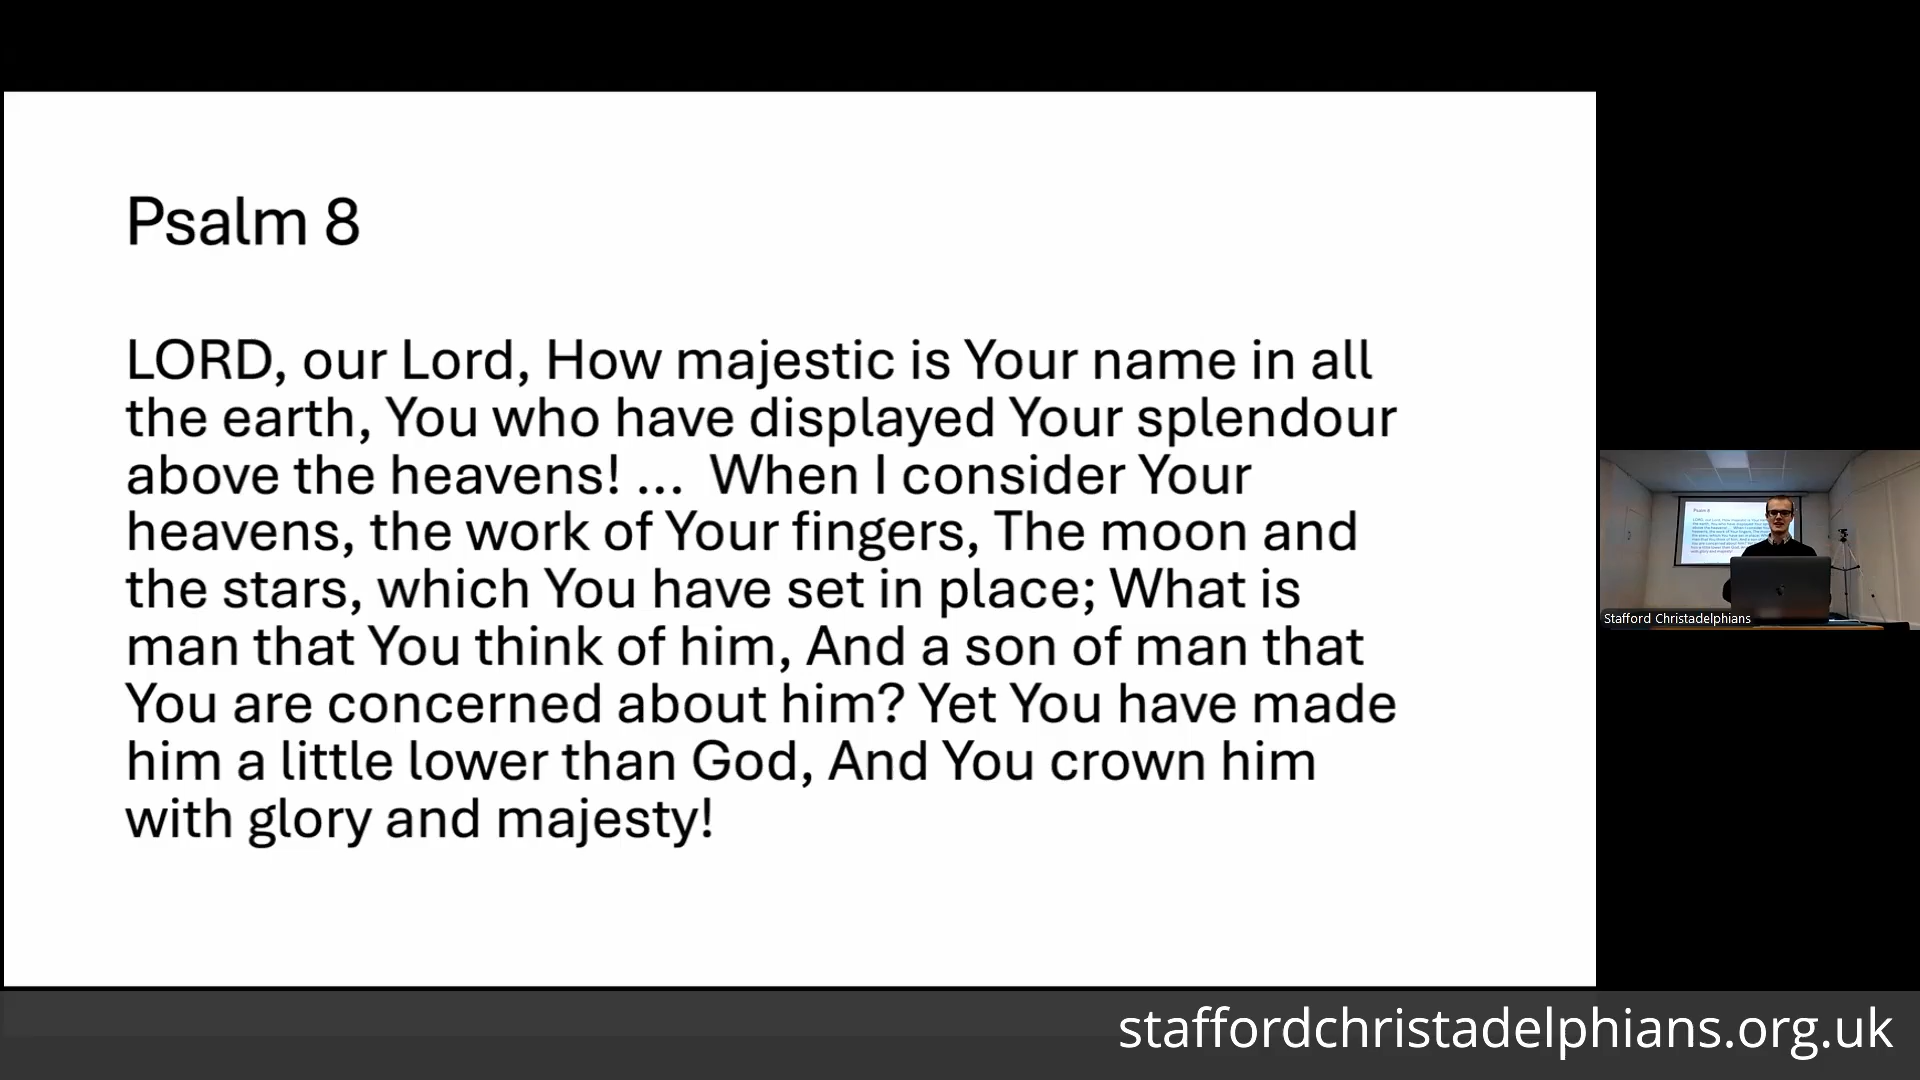 Psalm 8
LORD, our Lord, How majestic is Your name in all
the earth, You who have displayed Your splendour
above the heavens! ...  When I consider Your
heavens, the work of Your fingers,  The moon and
the stars, which You have set in place; What is
man that You think of him, And a son of man that
You are concerned about him? Yet You have made
him a little lower than God, And You crown him
with glory and majesty!
Psalm 8
Stafford Christadelphians
staffordchristadelphians.org.uk